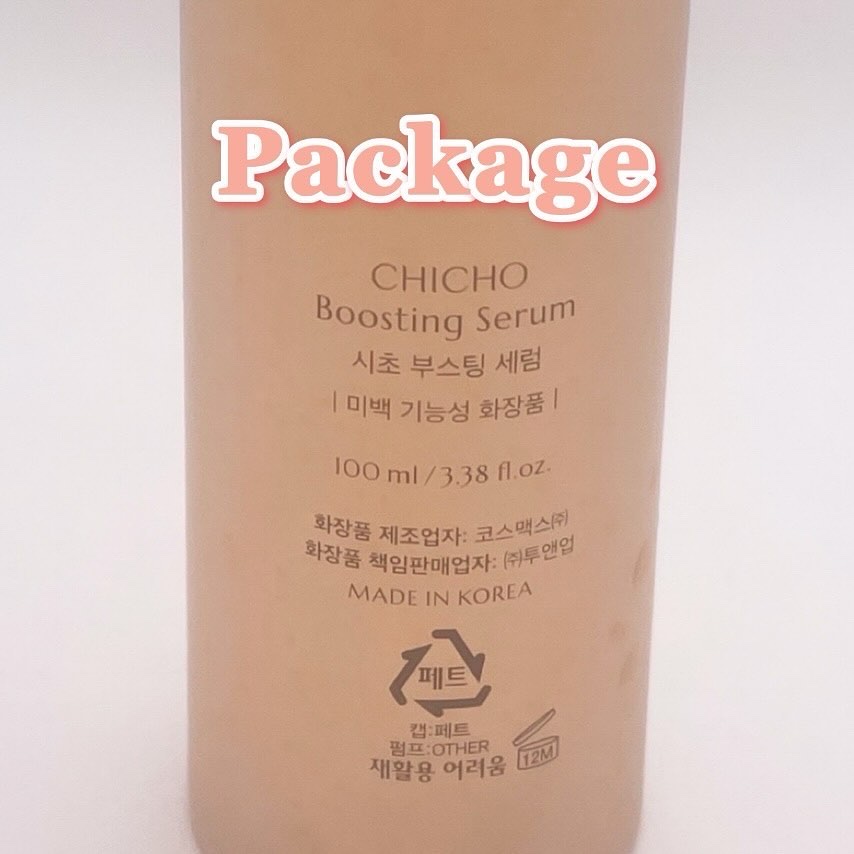 Package
CHICHO
Boosting Serum
시초 부스팅 세럼
| 미백 기능성 화장품 |
100 ml / 3.38 fl.oz.
화장품 제조업자: 코스맥스㈜
화장품 책임판매업자: ㈜투앤업
MADE IN KOREA
페트
캡:페트
펌프:OTHER
재활용 어려움
12M